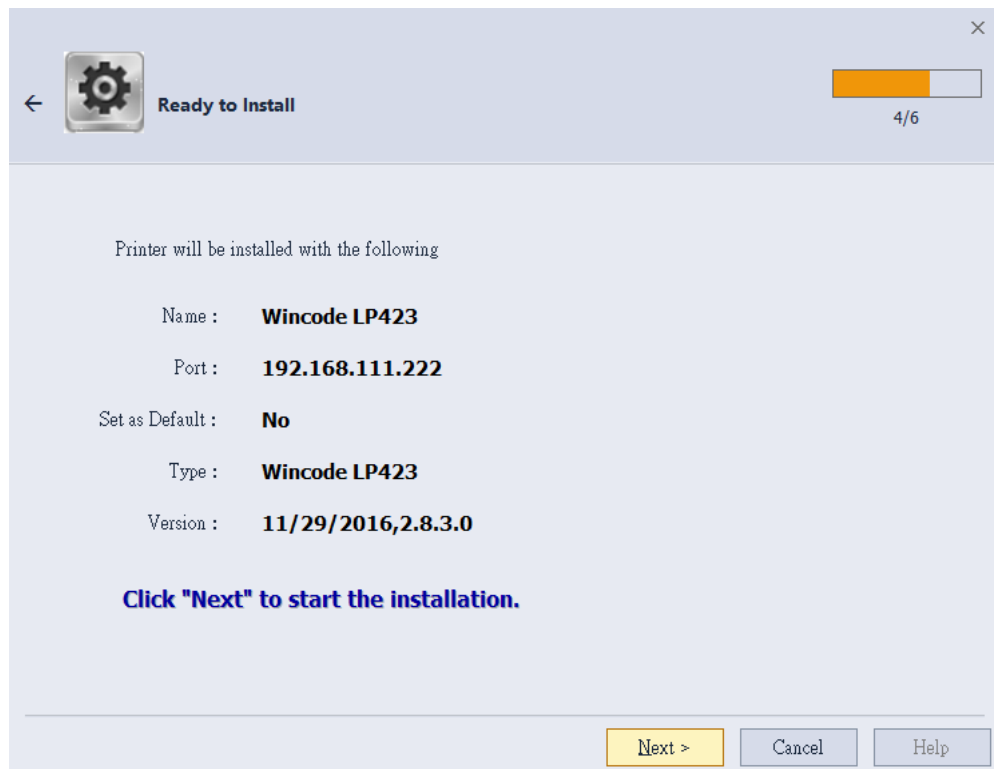 Ready to Install
4/6
Printer will be installed with the following
Name : Wincode LP423
Port : 192.168.111.222
Set as Default : No
Type : Wincode LP423
Version : 11/29/2016,2.8.3.0
Click "Next" to start the installation.
Next > Cancel Help